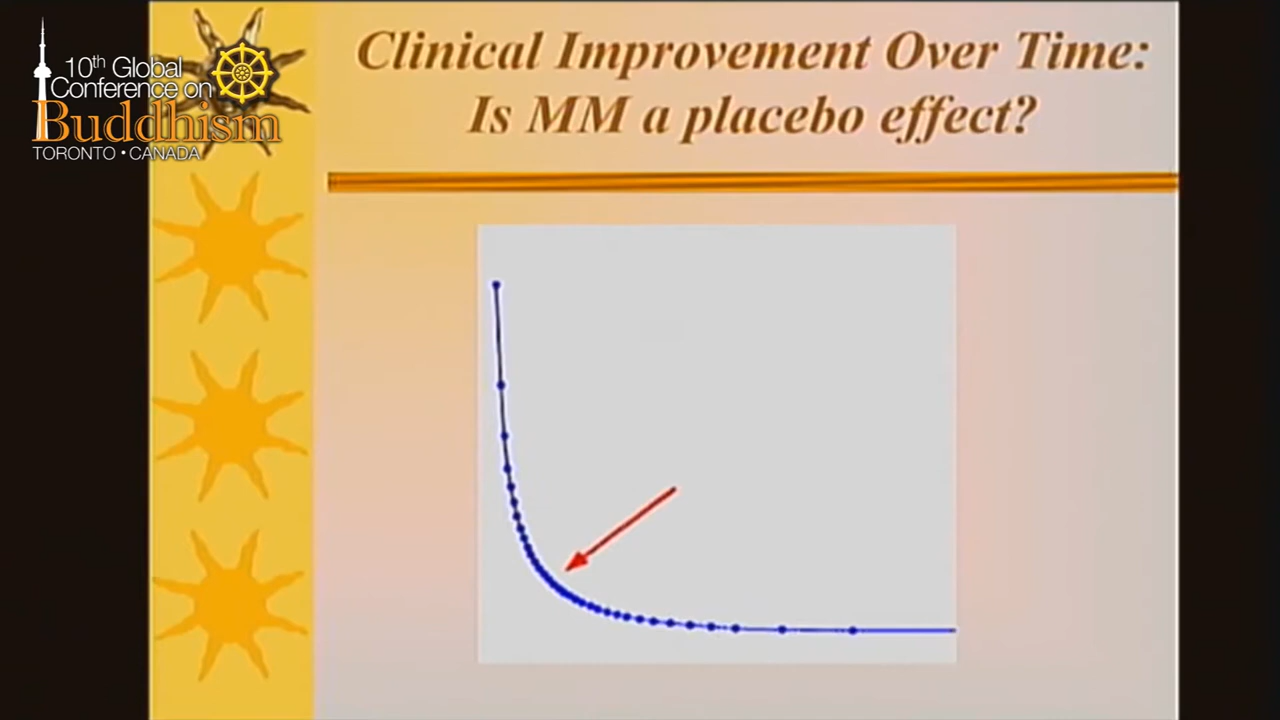 10th Global
Conference on
Buddhism
TORONTO • CANADA
Clinical Improvement Over Time:
Is MM a placebo effect?